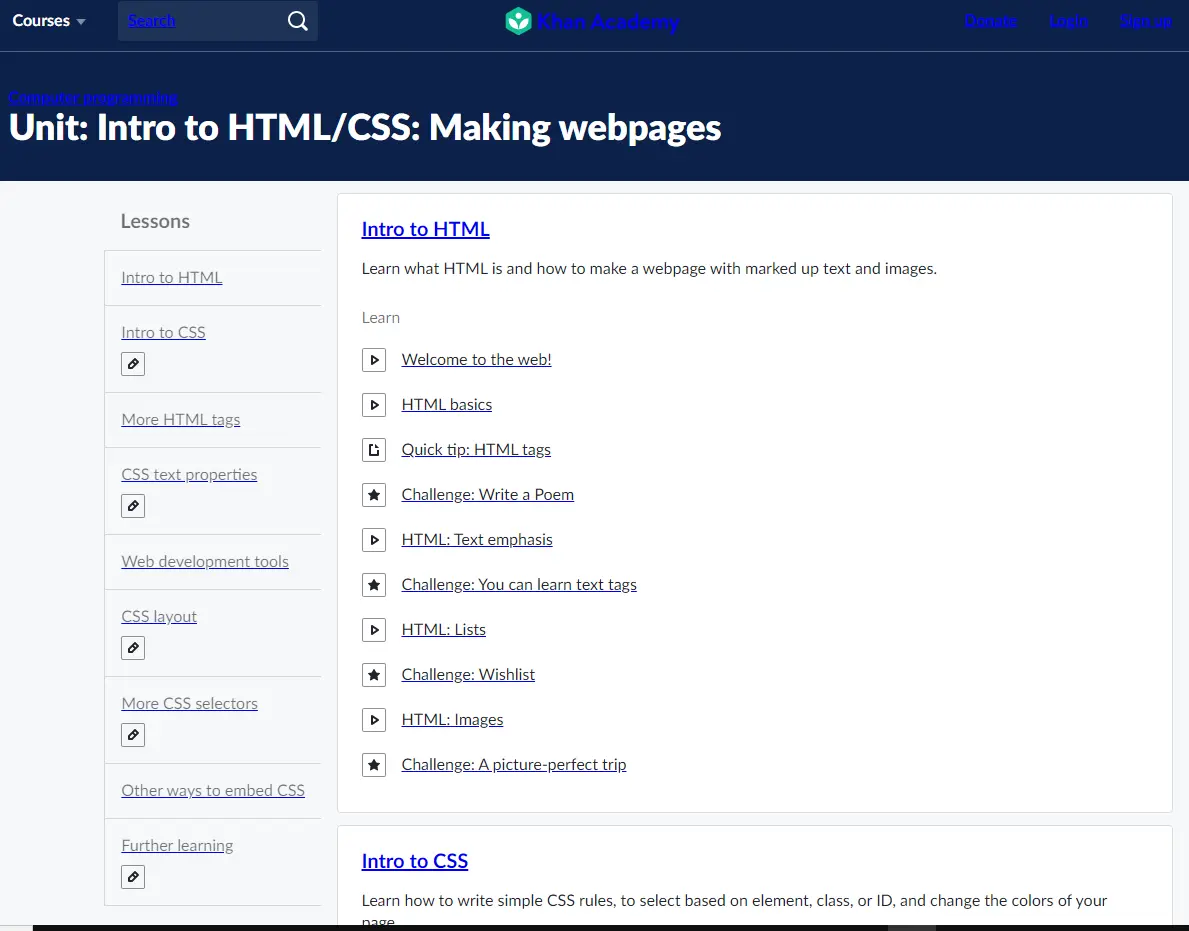 Courses
Search
Khan Academy
Donate
Login
Sign up
Computer programming
Unit: Intro to HTML/CSS: Making webpages
Lessons
Intro to HTML
Intro to CSS
More HTML tags
CSS text properties
Web development tools
CSS layout
More CSS selectors
Other ways to embed CSS
Further learning
Intro to HTML
Learn what HTML is and how to make a webpage with marked up text and images.
Learn
Welcome to the web!
HTML basics
Quick tip: HTML tags
Challenge: Write a Poem
HTML: Text emphasis
Challenge: You can learn text tags
HTML: Lists
Challenge: Wishlist
HTML: Images
Challenge: A picture-perfect trip
Intro to CSS
Learn how to write simple CSS rules, to select based on element, class, or ID, and change the colors of your
page.